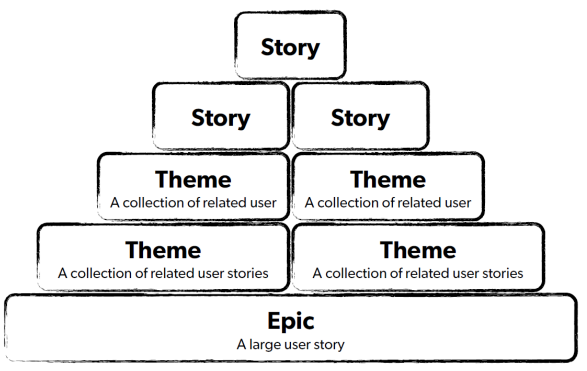 Story
Story
Story
Theme
A collection of related user
Theme
A collection of related user
Theme
A collection of related user stories
Theme
A collection of related user stories
Epic
A large user story